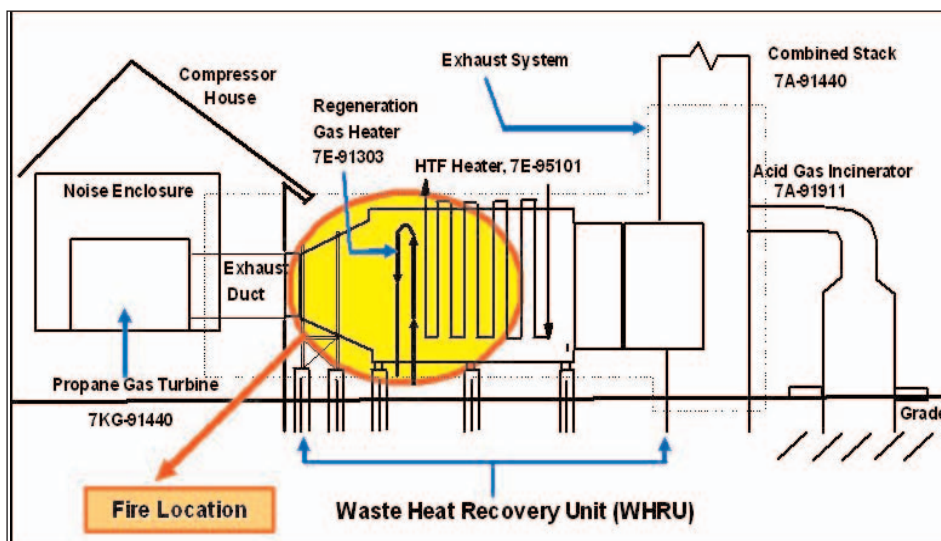 Compressor
House
Exhaust System
Combined Stack
7A-91440
Regeneration
Gas Heater
7E-91303
HTF Heater, 7E-95101
Noise Enclosure
Acid Gas Incinerator
7A-91911
Exhaust
Duct
Propane Gas Turbine
7KG-91440
Grade
Fire Location
Waste Heat Recovery Unit (WHRU)